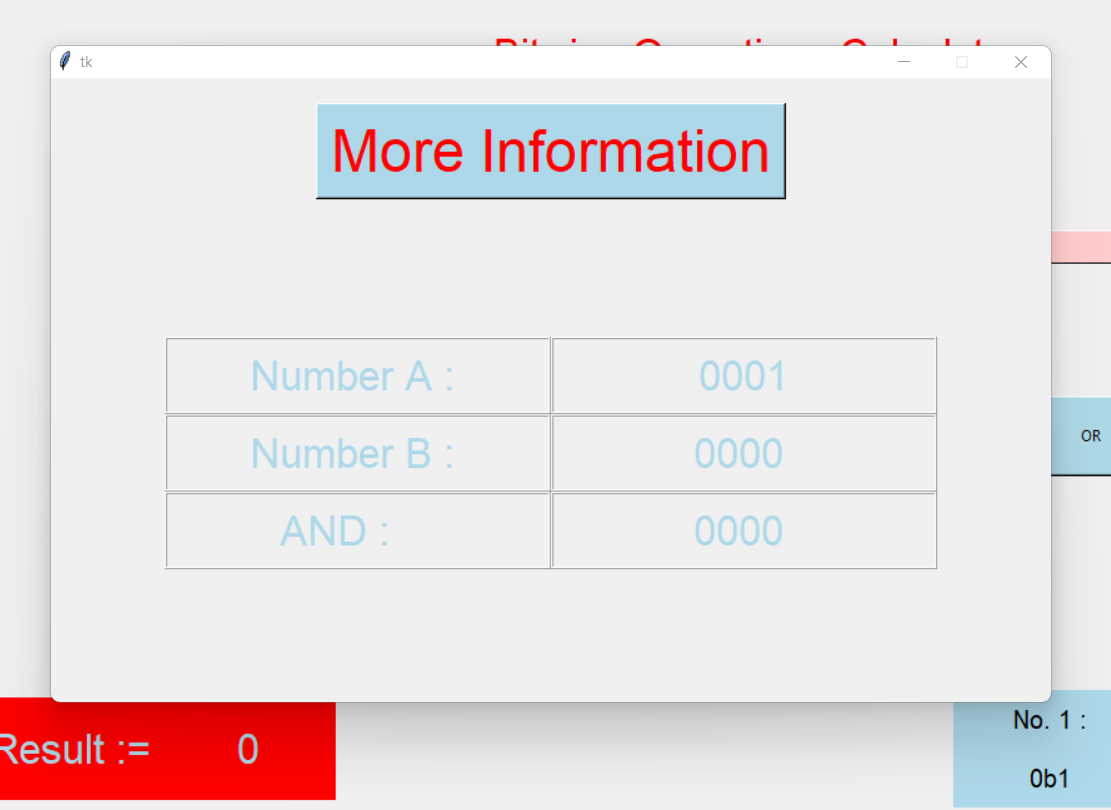 tk
More Information
Number A : 0001
Number B : 0000
AND : 0000
OR
Result := 0
No. 1 :
0b1